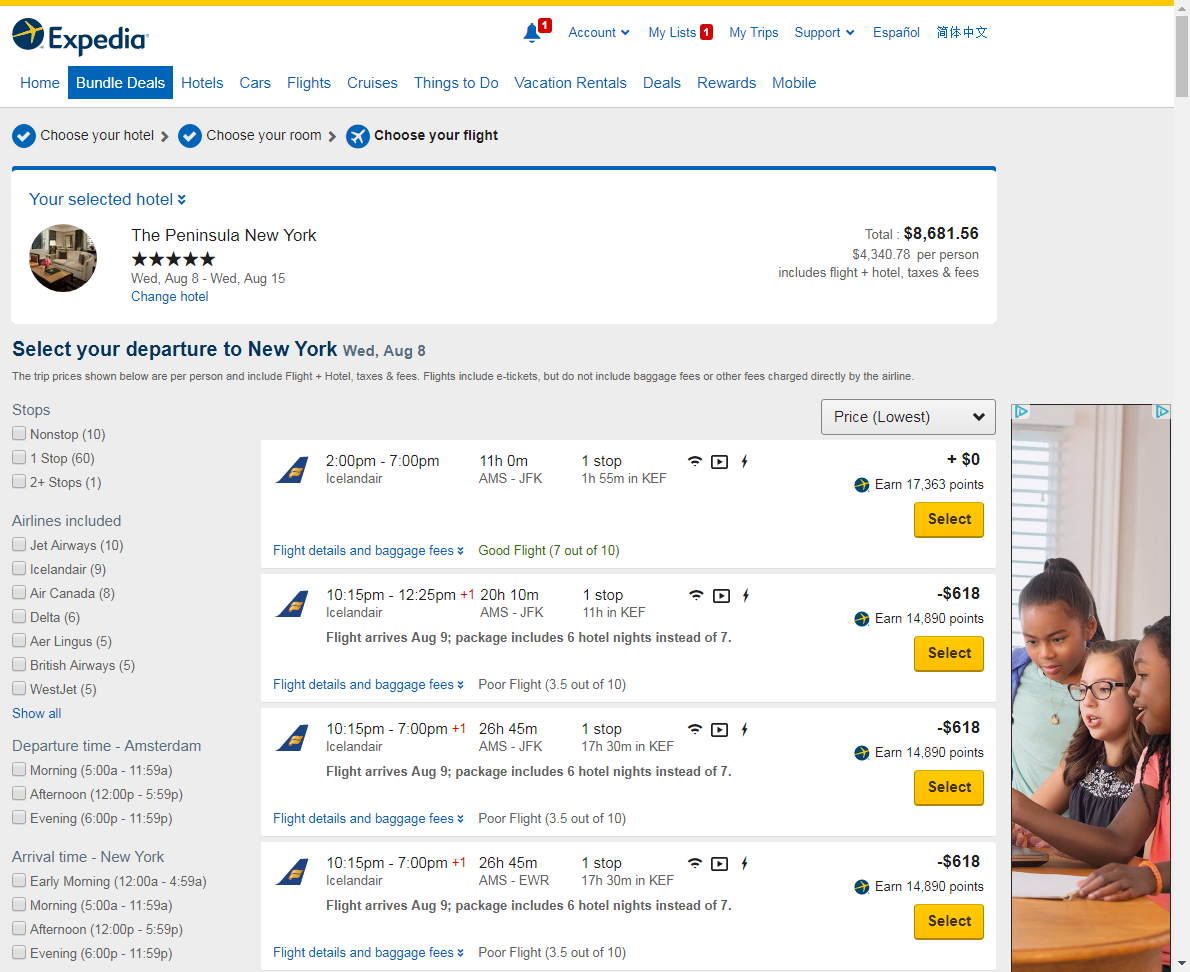 Expedia
1
Account
My Lists 1
My Trips
Support
Español
简体中文
Home
Bundle Deals
Hotels
Cars
Flights
Cruises
Things to Do
Vacation Rentals
Deals
Rewards
Mobile
Choose your hotel
Choose your room
Choose your flight
Your selected hotel
The Peninsula New York
Wed, Aug 8 - Wed, Aug 15
Change hotel
Total : $8,681.56
$4,340.78 per person
includes flight + hotel, taxes & fees
Select your departure to New York Wed, Aug 8
The trip prices shown below are per person and include Flight + Hotel, taxes & fees. Flights include e-tickets, but do not include baggage fees or other fees charged directly by the airline.
Stops
Nonstop (10)
1 Stop (60)
2+ Stops (1)
Airlines included
Jet Airways (10)
Icelandair (9)
Air Canada (8)
Delta (6)
Aer Lingus (5)
British Airways (5)
WestJet (5)
Show all
Departure time - Amsterdam
Morning (5:00a - 11:59a)
Afternoon (12:00p - 5:59p)
Evening (6:00p - 11:59p)
Arrival time - New York
Early Morning (12:00a - 4:59a)
Morning (5:00a - 11:59a)
Afternoon (12:00p - 5:59p)
Evening (6:00p - 11:59p)
Price (Lowest)
2:00pm - 7:00pm 11h 0m 1 stop + $0
Icelandair AMS - JFK 1h 55m in KEF
Earn 17,363 points
Select
Flight details and baggage fees Good Flight (7 out of 10)
10:15pm - 12:25pm +1 20h 10m 1 stop -$618
Icelandair AMS - JFK 11h in KEF
Earn 14,890 points
Flight arrives Aug 9; package includes 6 hotel nights instead of 7.
Select
Flight details and baggage fees Poor Flight (3.5 out of 10)
10:15pm - 7:00pm +1 26h 45m 1 stop -$618
Icelandair AMS - JFK 17h 30m in KEF
Earn 14,890 points
Flight arrives Aug 9; package includes 6 hotel nights instead of 7.
Select
Flight details and baggage fees Poor Flight (3.5 out of 10)
10:15pm - 7:00pm +1 26h 45m 1 stop -$618
Icelandair AMS - EWR 17h 30m in KEF
Earn 14,890 points
Flight arrives Aug 9; package includes 6 hotel nights instead of 7.
Select
Flight details and baggage fees Poor Flight (3.5 out of 10)